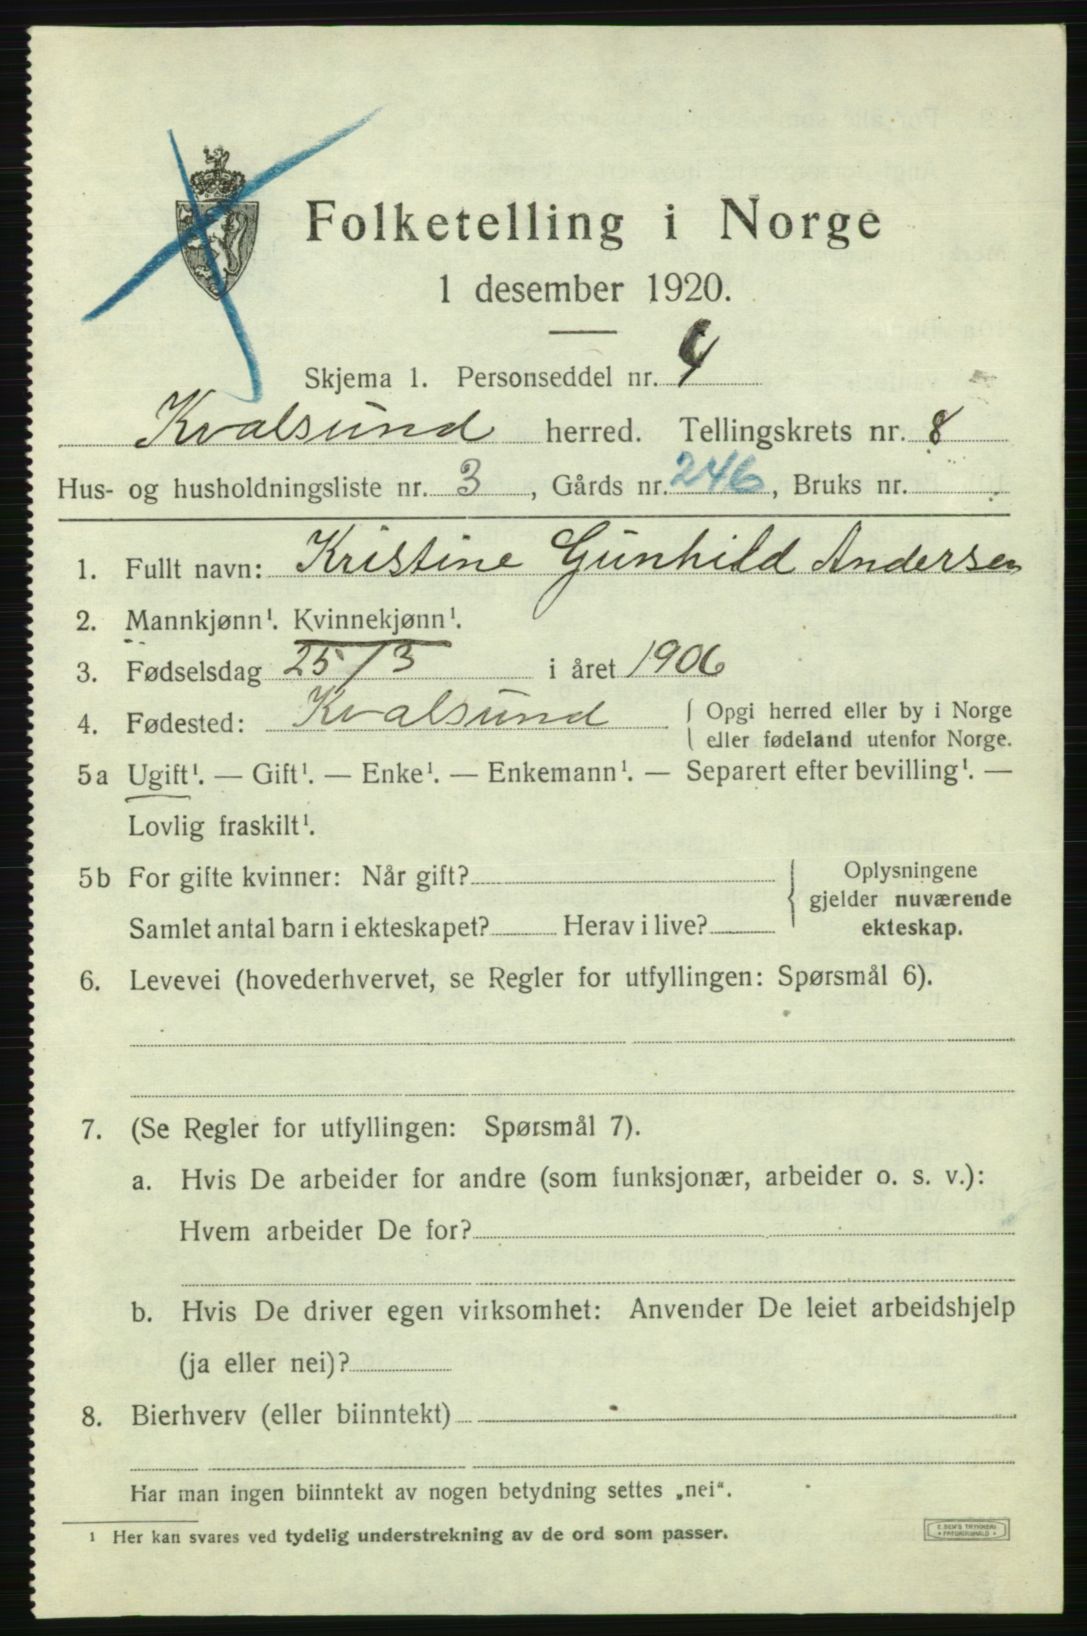 Folketelling i Norge
1 desember 1920.
Skjema 1. Personseddel nr. 4
Kvalsund herred. Tellingskrets nr. 8
Hus- og husholdningsliste nr. 3, Gårds nr. 246, Bruks nr.
1. Fullt navn: Kristine Gunhild Andersen
2. Mannkjønn¹. Kvinnekjønn¹.
3. Fødselsdag 25/3 i året 1906
4. Fødested: Kvalsund { Opgi herred eller by i Norge
eller fødeland utenfor Norge.
5a Ugift¹. — Gift¹. — Enke¹. — Enkemann¹. — Separert efter bevilling¹. —
Lovlig fraskilt¹.
5b For gifte kvinner: Når gift? Oplysningene
gjelder nuværende
Samlet antal barn i ekteskapet? Herav i live? ekteskap.
6. Levevei (hovederhvervet, se Regler for utfyllingen: Spørsmål 6).
7. (Se Regler for utfyllingen: Spørsmål 7).
a. Hvis De arbeider for andre (som funksjonær, arbeider o. s. v.):
Hvem arbeider De for?
b. Hvis De driver egen virksomhet: Anvender De leiet arbeidshjelp
(ja eller nei)?
8. Bierhverv (eller biinntekt)
Har man ingen biinntekt av nogen betydning settes „nei“.
¹ Her kan svares ved tydelig understrekning av de ord som passer.